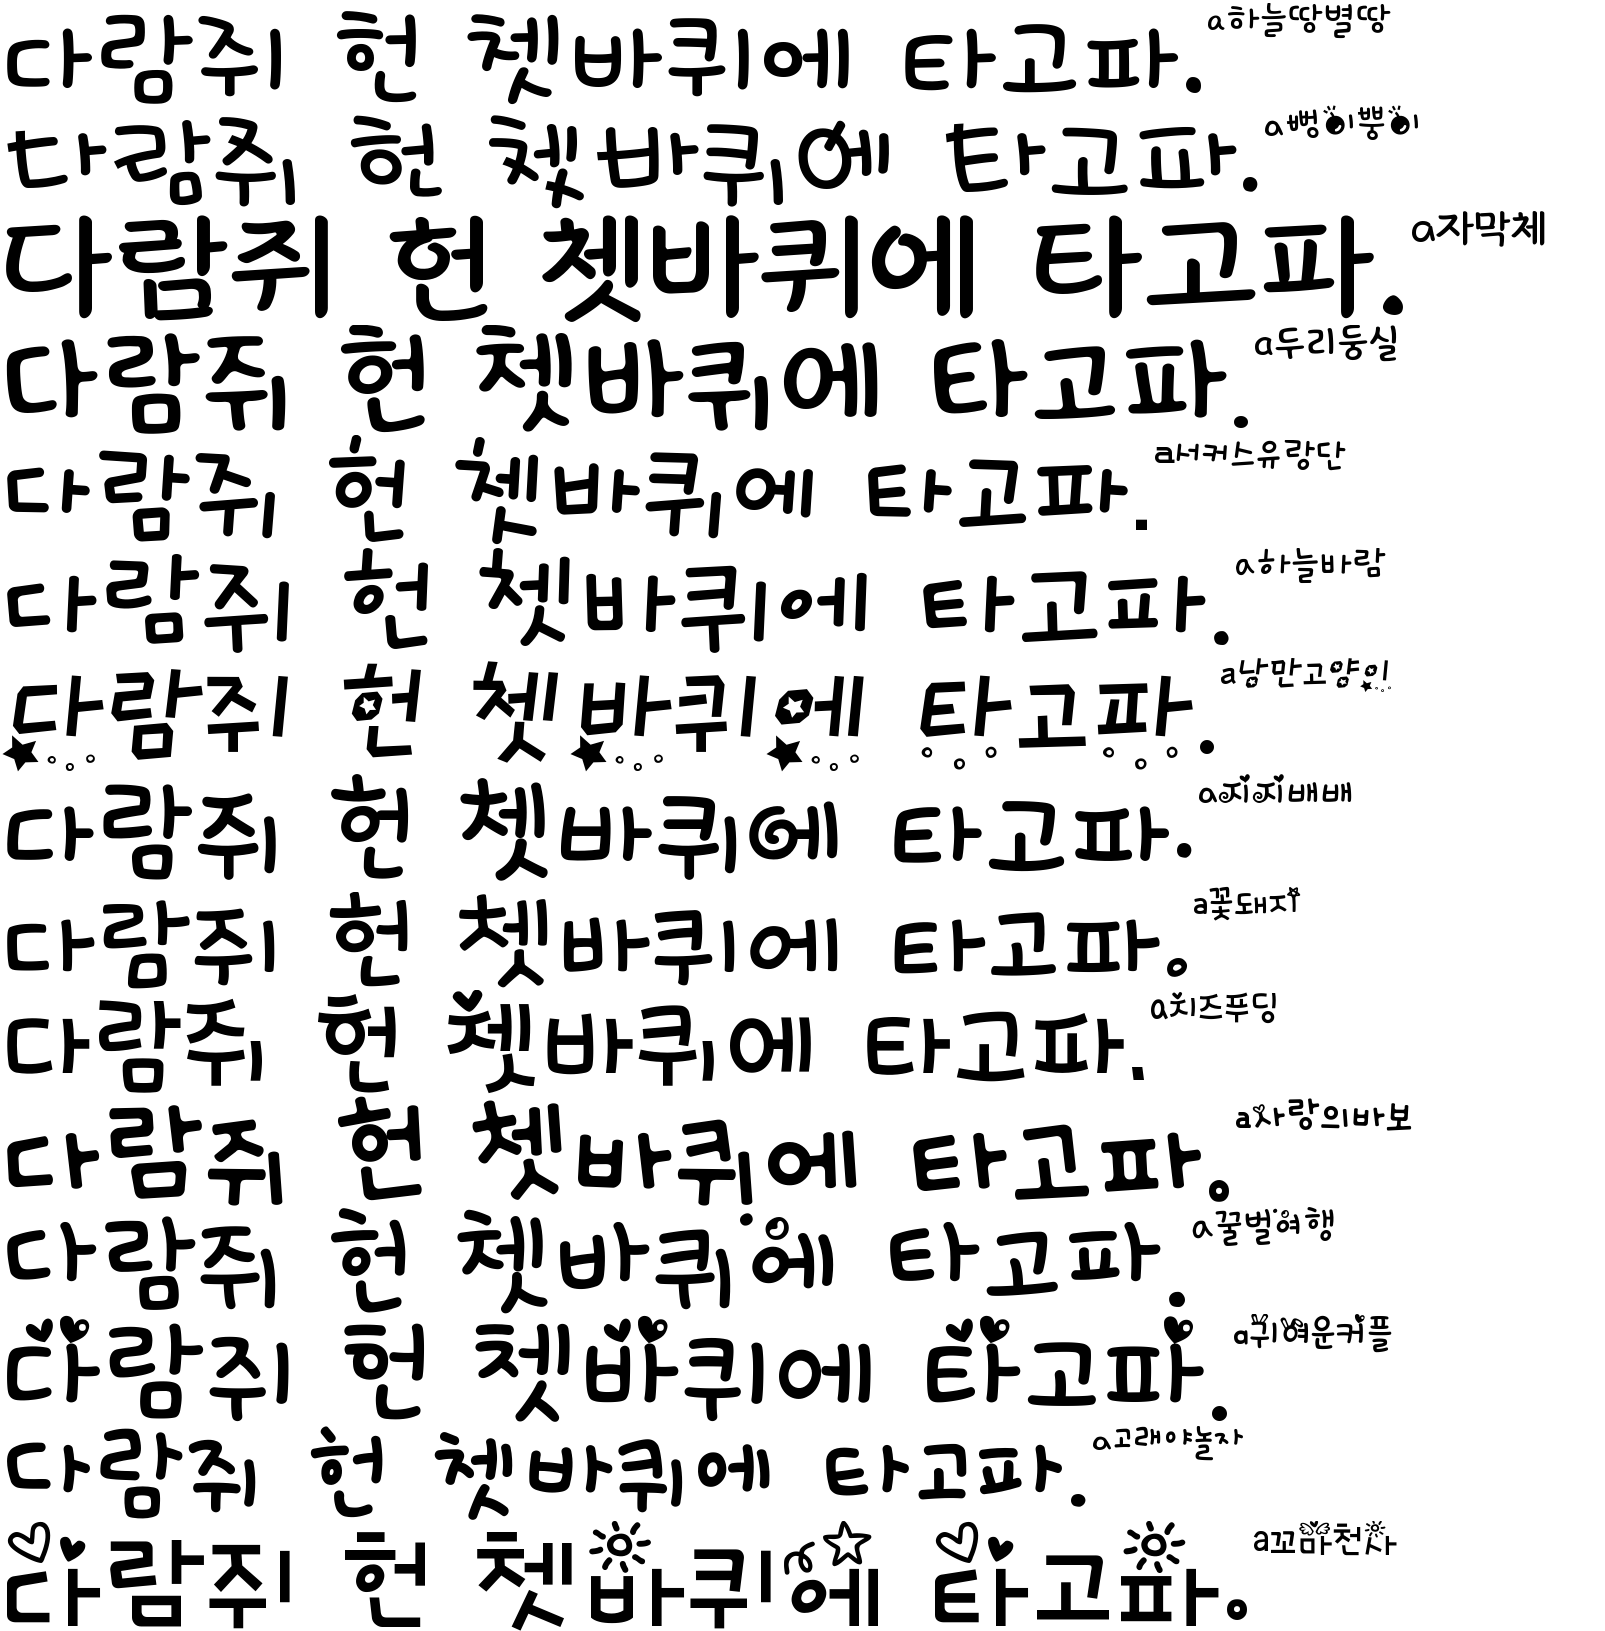 다람쥐 헌 쳇바퀴에 타고파. a하늘땅별땅
다람쥐 헌 쳇바퀴에 타고파. a뻥이뿡이
다람쥐 헌 쳇바퀴에 타고파. a자막체
다람쥐 헌 쳇바퀴에 타고파. a두리둥실
다람쥐 헌 쳇바퀴에 타고파. a서커스유랑단
다람쥐 헌 쳇바퀴에 타고파. a하늘바람
다람쥐 헌 쳇바퀴에 타고파. a낭만고양이
다람쥐 헌 쳇바퀴에 타고파. a지지배배
다람쥐 헌 쳇바퀴에 타고파. a꽃돼지
다람쥐 헌 쳇바퀴에 타고파. a치즈푸딩
다람쥐 헌 쳇바퀴에 타고파. a사랑의바보
다람쥐 헌 쳇바퀴에 타고파. a꿀벌여행
다람쥐 헌 쳇바퀴에 타고파. a귀여운커플
다람쥐 헌 쳇바퀴에 타고파. a고래야놀자
다람쥐 헌 쳇바퀴에 타고파. a꼬마천사